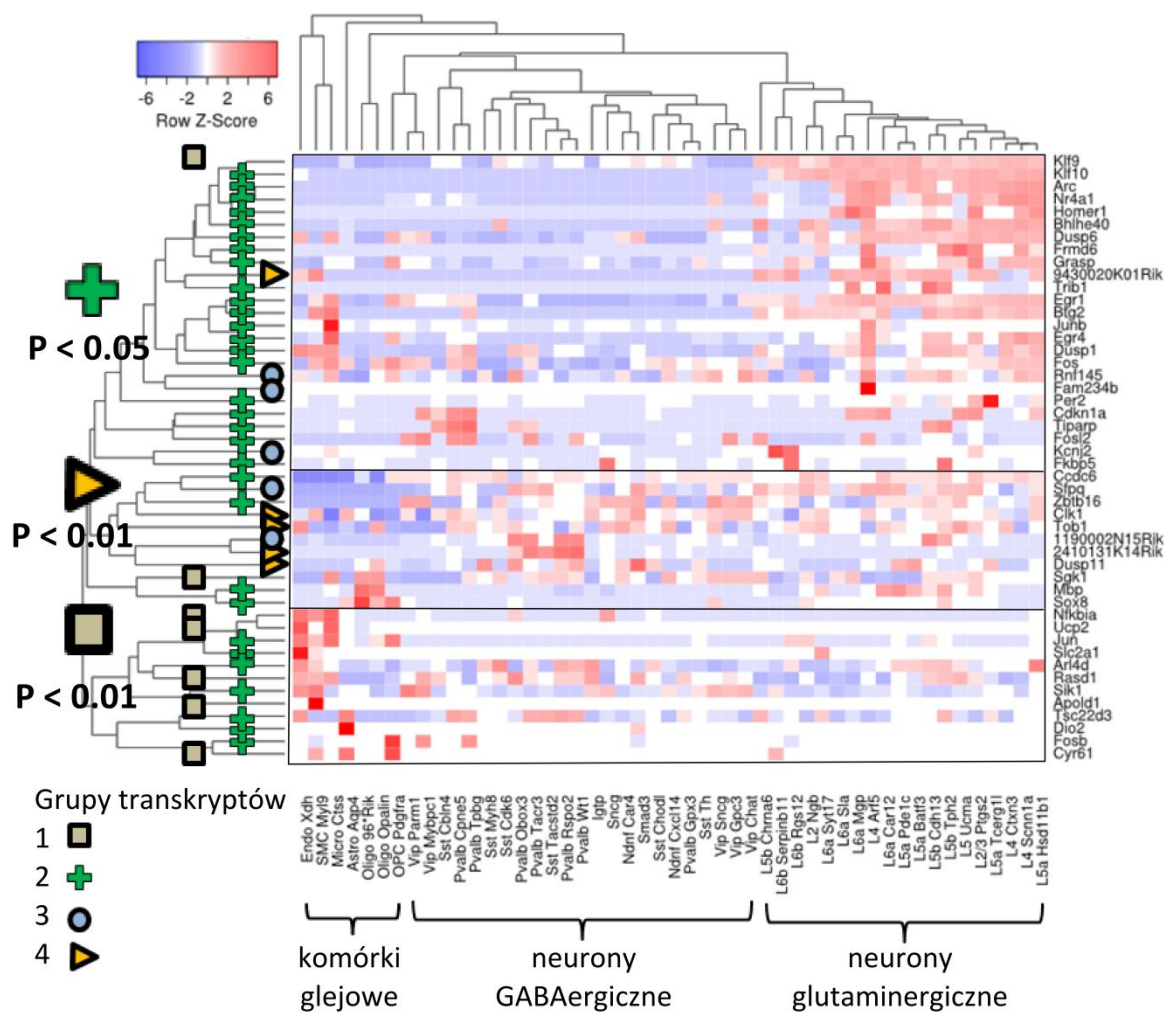 -6 -2 2 6
Row Z-Score
Klf9
Klf10
Arc
Nr4a1
Homer1
Bhlhe40
Dusp6
Frmd6
Grasp
9430020K01Rik
Trib1
Egr1
Btg2
Junb
Egr4
Dusp1
Fos
Rnf145
Fam234b
Per2
Cdkn1a
Tiparp
Fosl2
Kcnj2
Fkbp5
Ccdc6
Sfpq
Zbtb16
Clk1
Tob1
1190002N15Rik
2410131K14Rik
Dusp11
Sgk1
Mbp
Sox8
Nfkbia
Ucp2
Jun
Slc2a1
Arl4d
Rasd1
Sik1
Apold1
Tsc22d3
Dio2
Fosb
Cyr61
P < 0.05
P < 0.01
P < 0.01
Grupy transkryptów
1
2
3
4
Endo Xdh
SMC Myl9
Micro Ctss
Astro Aqp4
Oligo 96*Rik
Oligo Opalin
OPC Pdgfra
Vip Parm1
Vip Mybpc1
Sst Cbln4
Pvalb Cpne5
Pvalb Tpbg
Sst Myh8
Sst Cdk6
Pvalb Obox3
Pvalb Tacr3
Sst Tacstd2
Pvalb Rspo2
Pvalb Wt1
Igtp
Sncg
Ndnf Car4
Smad3
Sst Chodl
Ndnf Cxcl14
Pvalb Gpx3
Sst Th
Vip Sncg
Vip Gpc3
Vip Chat
L5b Chrna6
L6b Serpinb11
L6b Rgs12
L2 Ngb
L6a Syt17
L6a Sla
L6a Mgp
L4 Arf5
L6a Car12
L5a Pde1c
L5a Batf3
L5b Cdh13
L5b Tph2
L5 Ucma
L2/3 Ptgs2
L5a Tcerg1l
L4 Ctxn3
L4 Scnn1a
L5a Hsd11b1
komórki
glejowe
neurony
GABAergiczne
neurony
glutaminergiczne